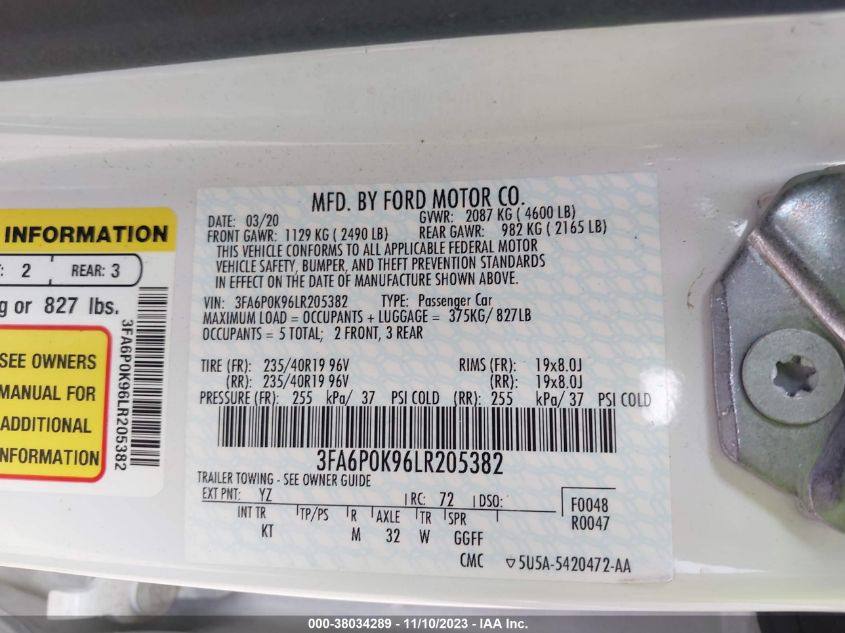 INFORMATION
: 2 REAR: 3
g or 827 lbs.
SEE OWNERS
MANUAL FOR
ADDITIONAL
INFORMATION
3FA6P0K96LR205382
MFD. BY FORD MOTOR CO.
DATE: 03/20 GVWR: 2087 KG ( 4600 LB)
FRONT GAWR: 1129 KG ( 2490 LB) REAR GAWR: 982 KG ( 2165 LB)
THIS VEHICLE CONFORMS TO ALL APPLICABLE FEDERAL MOTOR
VEHICLE SAFETY, BUMPER, AND THEFT PREVENTION STANDARDS
IN EFFECT ON THE DATE OF MANUFACTURE SHOWN ABOVE.
VIN: 3FA6P0K96LR205382 TYPE: Passenger Car
MAXIMUM LOAD = OCCUPANTS + LUGGAGE = 375KG/ 827LB
OCCUPANTS = 5 TOTAL; 2 FRONT, 3 REAR
TIRE (FR): 235/40R19 96V RIMS (FR): 19x8.0J
(RR): 235/40R19 96V (RR): 19x8.0J
PRESSURE (FR): 255 kPa/ 37 PSI COLD (RR): 255 kPa/ 37 PSI COLD
3FA6P0K96LR205382
TRAILER TOWING - SEE OWNER GUIDE
EXT PNT: YZ RC: 72 DSO: F0048
R0047
INT TR TP/PS R AXLE TR SPR
KT M 32 W GGFF
CMC 5U5A-5420472-AA
000-38034289 — 11/10/2023 — IAA Inc.